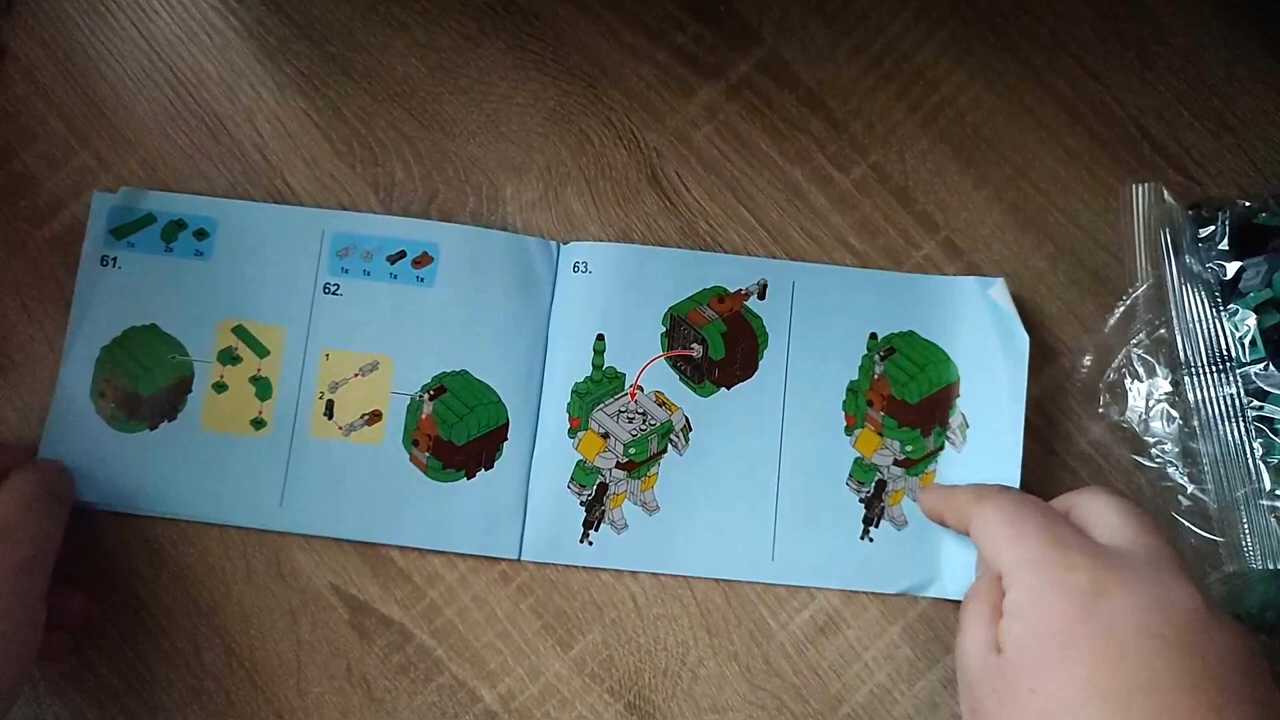 1x 2x 2x
61.
1x 1x 1x 1x
62.
1
2
63.